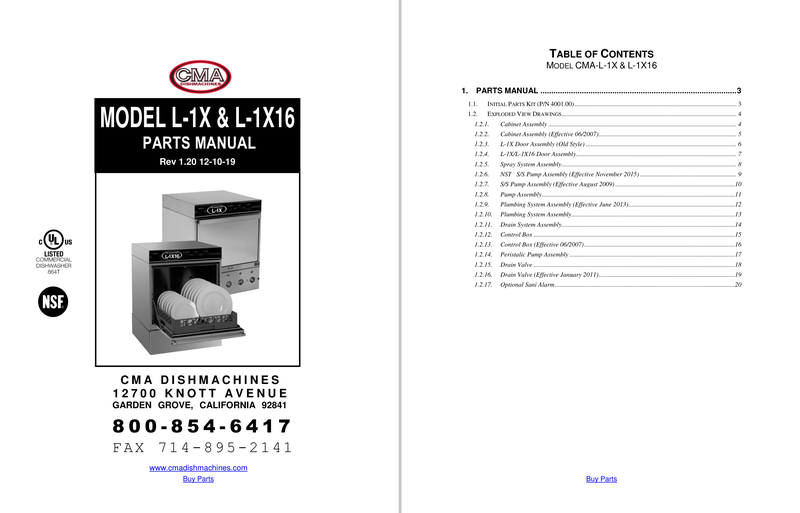 CMA
DISHMACHINES
MODEL L-1X & L-1X16
PARTS MANUAL
Rev 1.20 12-10-19
L-1X
L-1X16
C UL US
LISTED
COMMERCIAL
DISHWASHER
864T
NSF
CMA DISHMACHINES
12700 KNOTT AVENUE
GARDEN GROVE, CALIFORNIA 92841
800-854-6417
FAX 714-895-2141
www.cmadishmachines.com
Buy Parts
TABLE OF CONTENTS
MODEL CMA-L-1X & L-1X16
1. PARTS MANUAL ........ 3
1.1. INITIAL PARTS KIT (P/N 4001.00) ........ 3
1.2. EXPLODED VIEW DRAWINGS ........ 4
1.2.1. Cabinet Assembly ........ 4
1.2.2. Cabinet Assembly (Effective 06/2007) ........ 5
1.2.3. L-1X Door Assembly (Old Style) ........ 6
1.2.4. L-1X/L-1X16 Door Assembly ........ 7
1.2.5. Spray System Assembly ........ 8
1.2.6. NST S/S Pump Assembly (Effective November 2015) ........ 9
1.2.7. S/S Pump Assembly (Effective August 2009) ........ 10
1.2.8. Pump Assembly ........ 11
1.2.9. Plumbing System Assembly (Effective June 2013) ........ 12
1.2.10. Plumbing System Assembly ........ 13
1.2.11. Drain System Assembly ........ 14
1.2.12. Control Box ........ 15
1.2.13. Control Box (Effective 06/2007) ........ 16
1.2.14. Peristalic Pump Assembly ........ 17
1.2.15. Drain Valve ........ 18
1.2.16. Drain Valve (Effective January 2011) ........ 19
1.2.17. Optional Sani Alarm ........ 20
Buy Parts